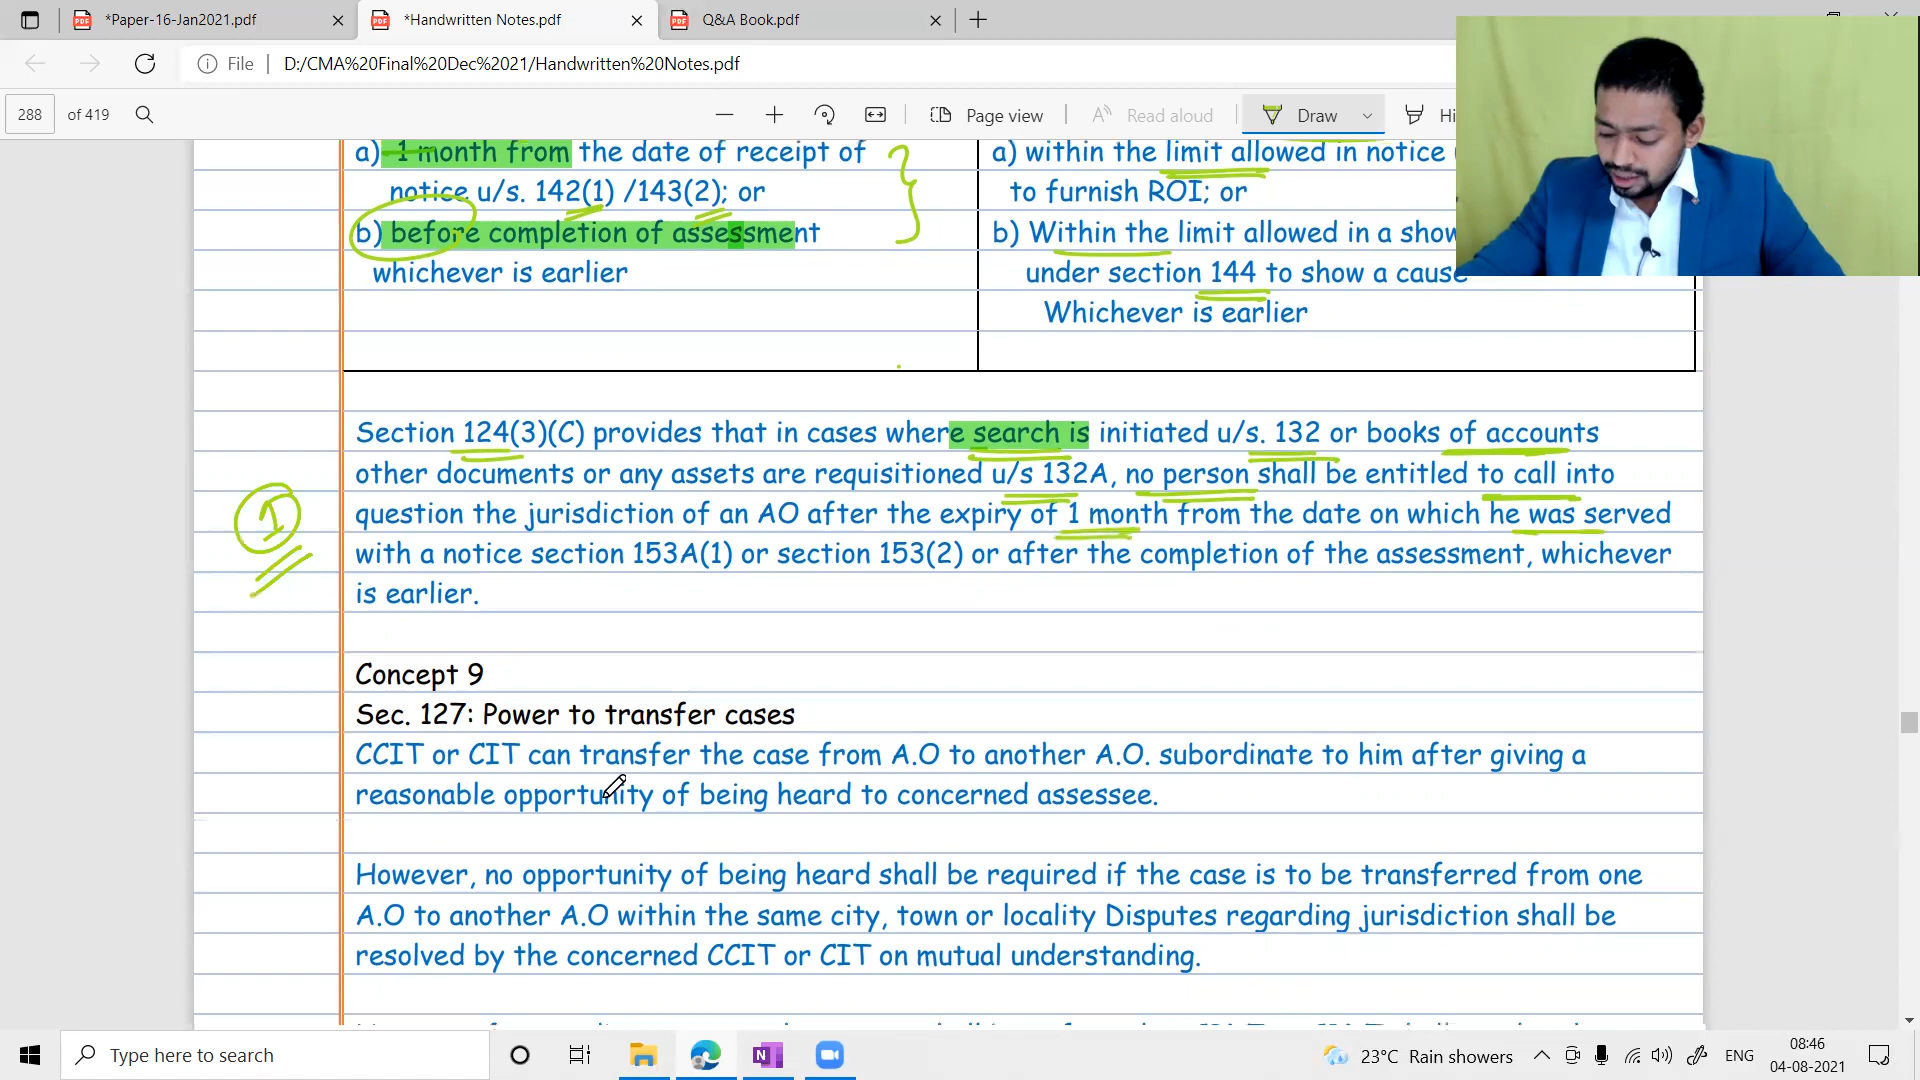 *Paper-16-Jan2021.pdf
*Handwritten Notes.pdf
Q&A Book.pdf
File
D:/CMA%20Final%20Dec%2021/Handwritten%20Notes.pdf
288 of 419
Page view
Read aloud
Draw
a) 1 month from the date of receipt of
notice u/s. 142(1) /143(2); or
b) before completion of assessment
whichever is earlier
a) within the limit allowed in notice
to furnish ROI; or
b) Within the limit allowed in a
under section 144 to show a cause
Whichever is earlier
Section 124(3)(C) provides that in cases where search is initiated u/s. 132 or books of accounts
other documents or any assets are requisitioned u/s 132A, no person shall be entitled to call into
question the jurisdiction of an AO after the expiry of 1 month from the date on which he was served
with a notice section 153A(1) or section 153(2) or after the completion of the assessment, whichever
is earlier.
I
Concept 9
Sec. 127: Power to transfer cases
CCIT or CIT can transfer the case from A.O to another A.O. subordinate to him after giving a
reasonable opportunity of being heard to concerned assessee.
However, no opportunity of being heard shall be required if the case is to be transferred from one
A.O to another A.O within the same city, town or locality Disputes regarding jurisdiction shall be
resolved by the concerned CCIT or CIT on mutual understanding.
Type here to search
23°C Rain showers
ENG
08:46
04-08-2021